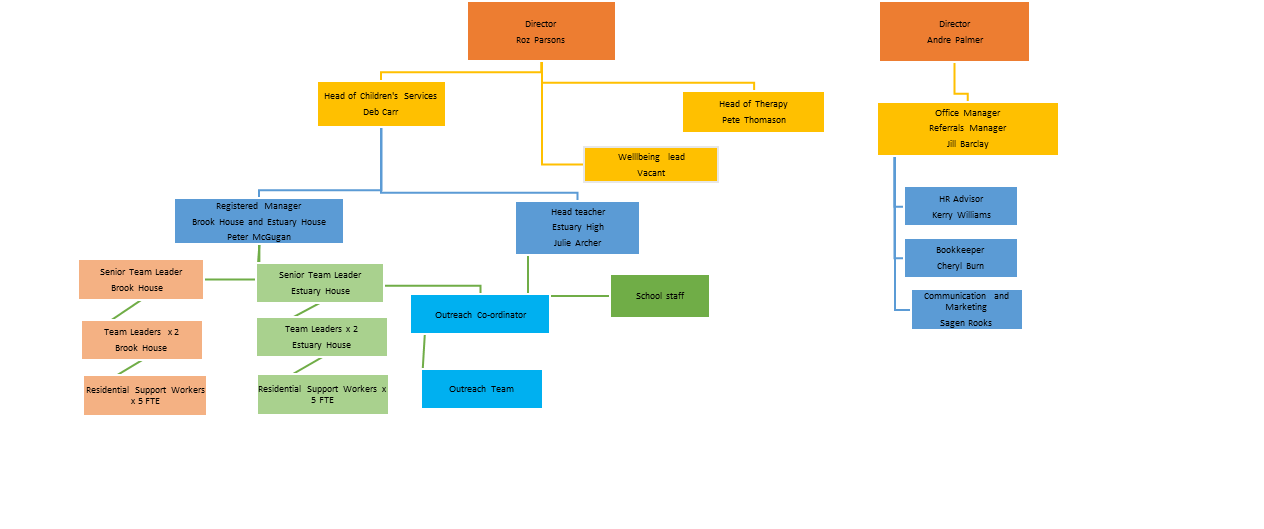 Director
Roz Parsons
Director
Andre Palmer
Head of Children's Services
Deb Carr
Head of Therapy
Pete Thomason
Office Manager
Referrals Manager
Jill Barclay
Wellbeing lead
Vacant
Registered Manager
Brook House and Estuary House
Peter McGugan
Head teacher
Estuary High
Julie Archer
HR Advisor
Kerry Williams
Bookkeeper
Cheryl Burn
Senior Team Leader
Brook House
Senior Team Leader
Estuary House
School staff
Outreach Co-ordinator
Communication and
Marketing
Sagen Rooks
Team Leaders x 2
Brook House
Team Leaders x 2
Estuary House
Residential Support Workers
x 5 FTE
Residential Support Workers x
5 FTE
Outreach Team